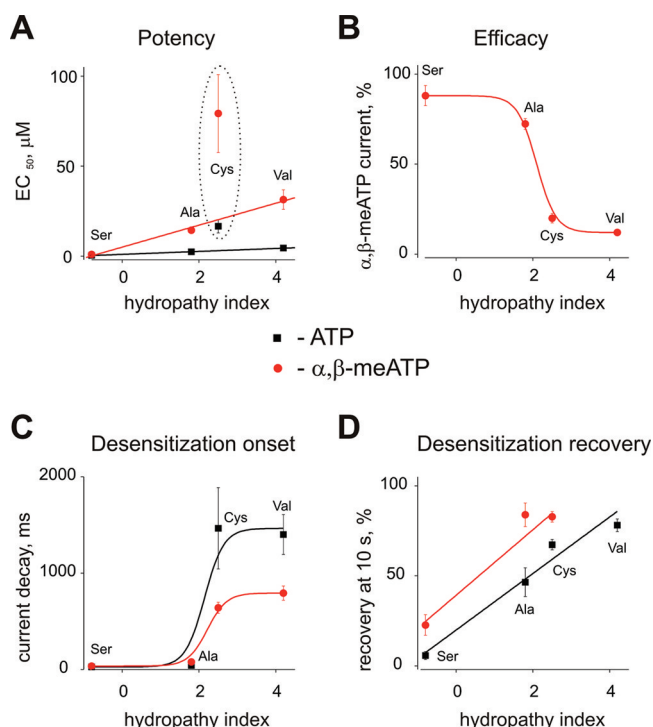 A
Potency
100
50
0
EC 50, μM
Ser
Ala
Cys
Val
0 2 4
hydropathy index
B
Efficacy
100
50
0
α,β-meATP current, %
Ser
Ala
Cys
Val
0 2 4
hydropathy index
- ATP
- α,β-meATP
C
Desensitization onset
2000
1000
0
current decay, ms
Ser
Ala
Cys
Val
0 2 4
hydropathy index
D
Desensitization recovery
100
50
0
recovery at 10 s, %
Ser
Ala
Cys
Val
0 2 4
hydropathy index